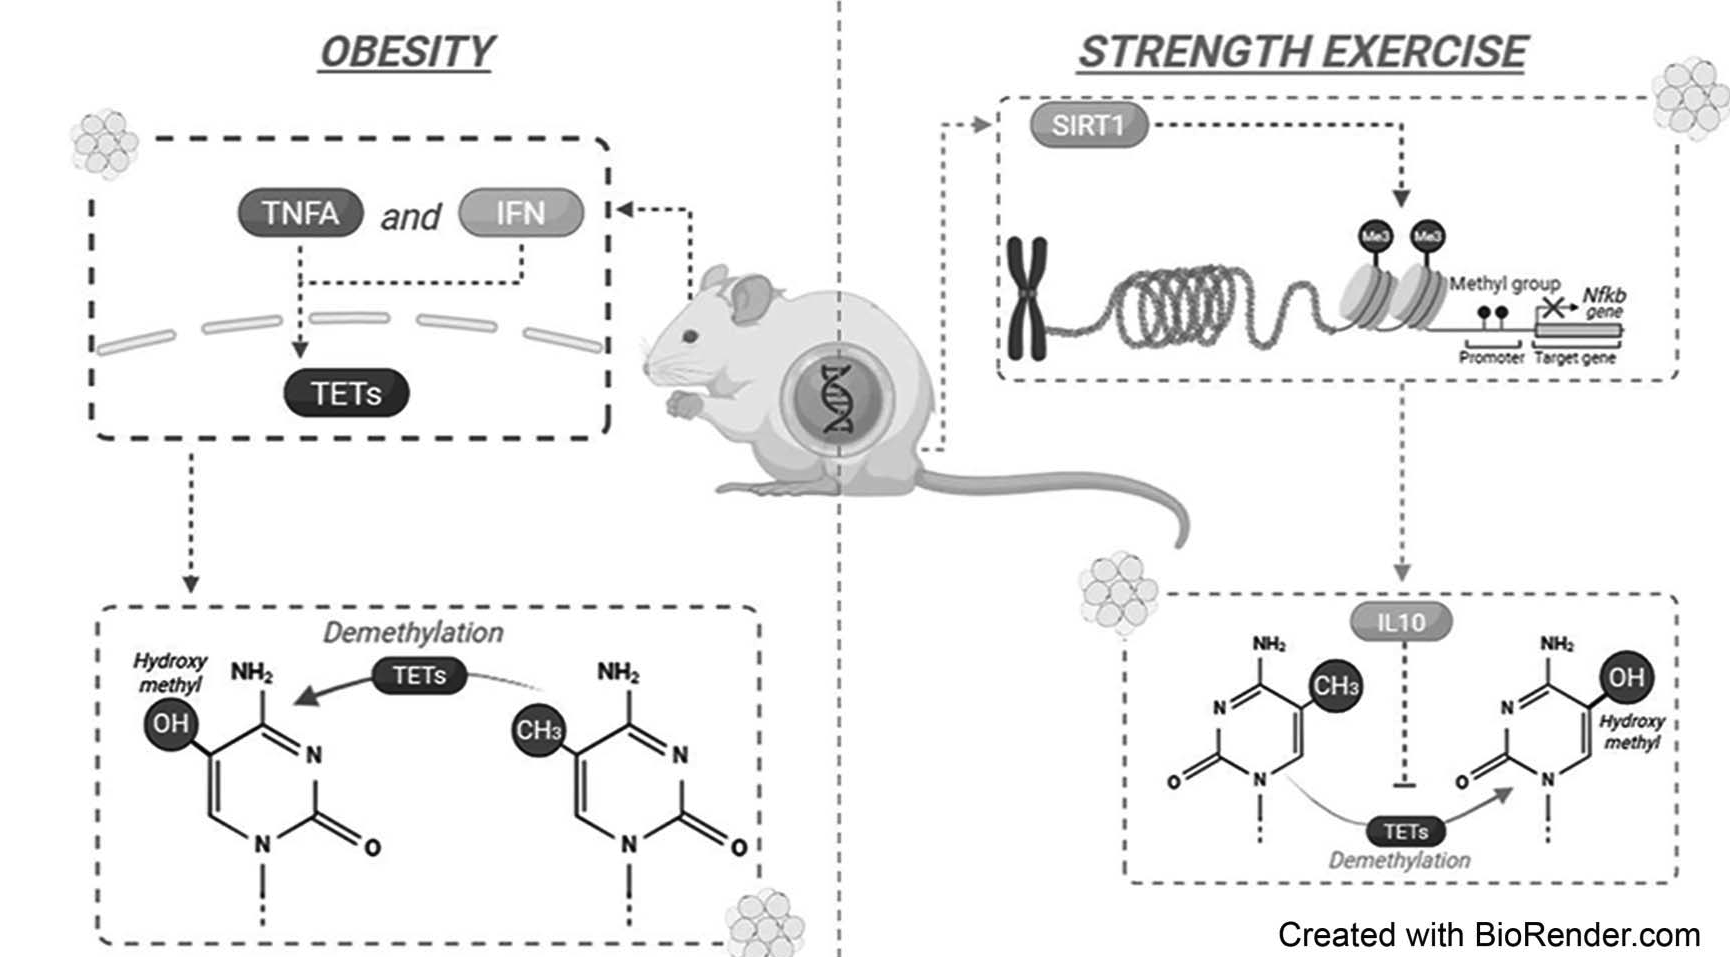 OBESITY
TNFA and IFN
TETs
Demethylation
Hydroxy
methyl
NH2
TETs
NH2
OH
CH3
N
N
N
O
N
O
STRENGTH EXERCISE
SIRT1
Me3 Me3
Methyl group
Nfkb
gene
Promoter Target gene
IL10
NH2
NH2
CH3
OH
N
N
Hydroxy
methyl
O
N
O
N
TETs
Demethylation
Created with BioRender.com